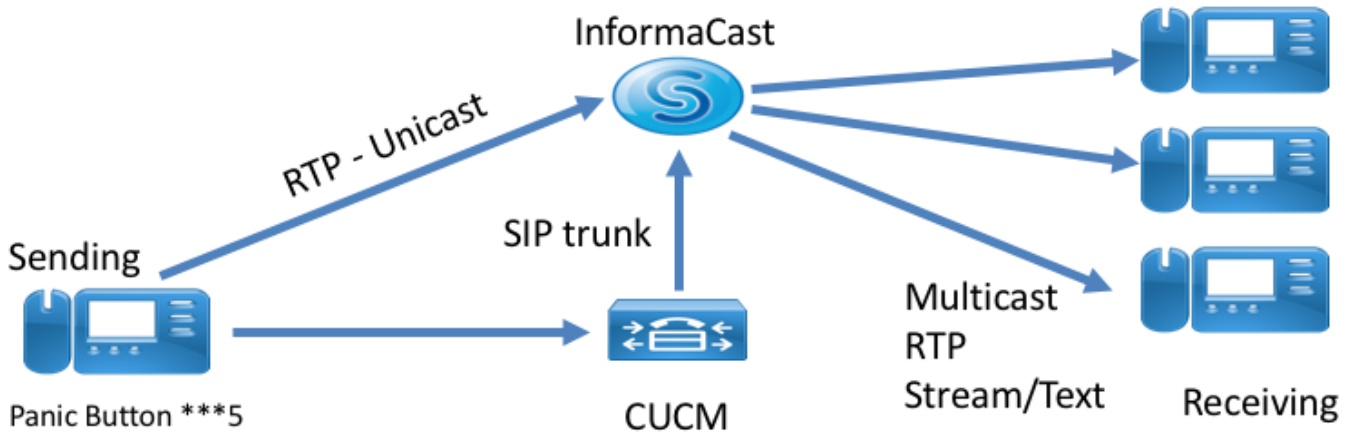 InformaCast
RTP - Unicast
SIP trunk
Sending
Multicast
RTP
Stream/Text
Panic Button ***5
CUCM
Receiving